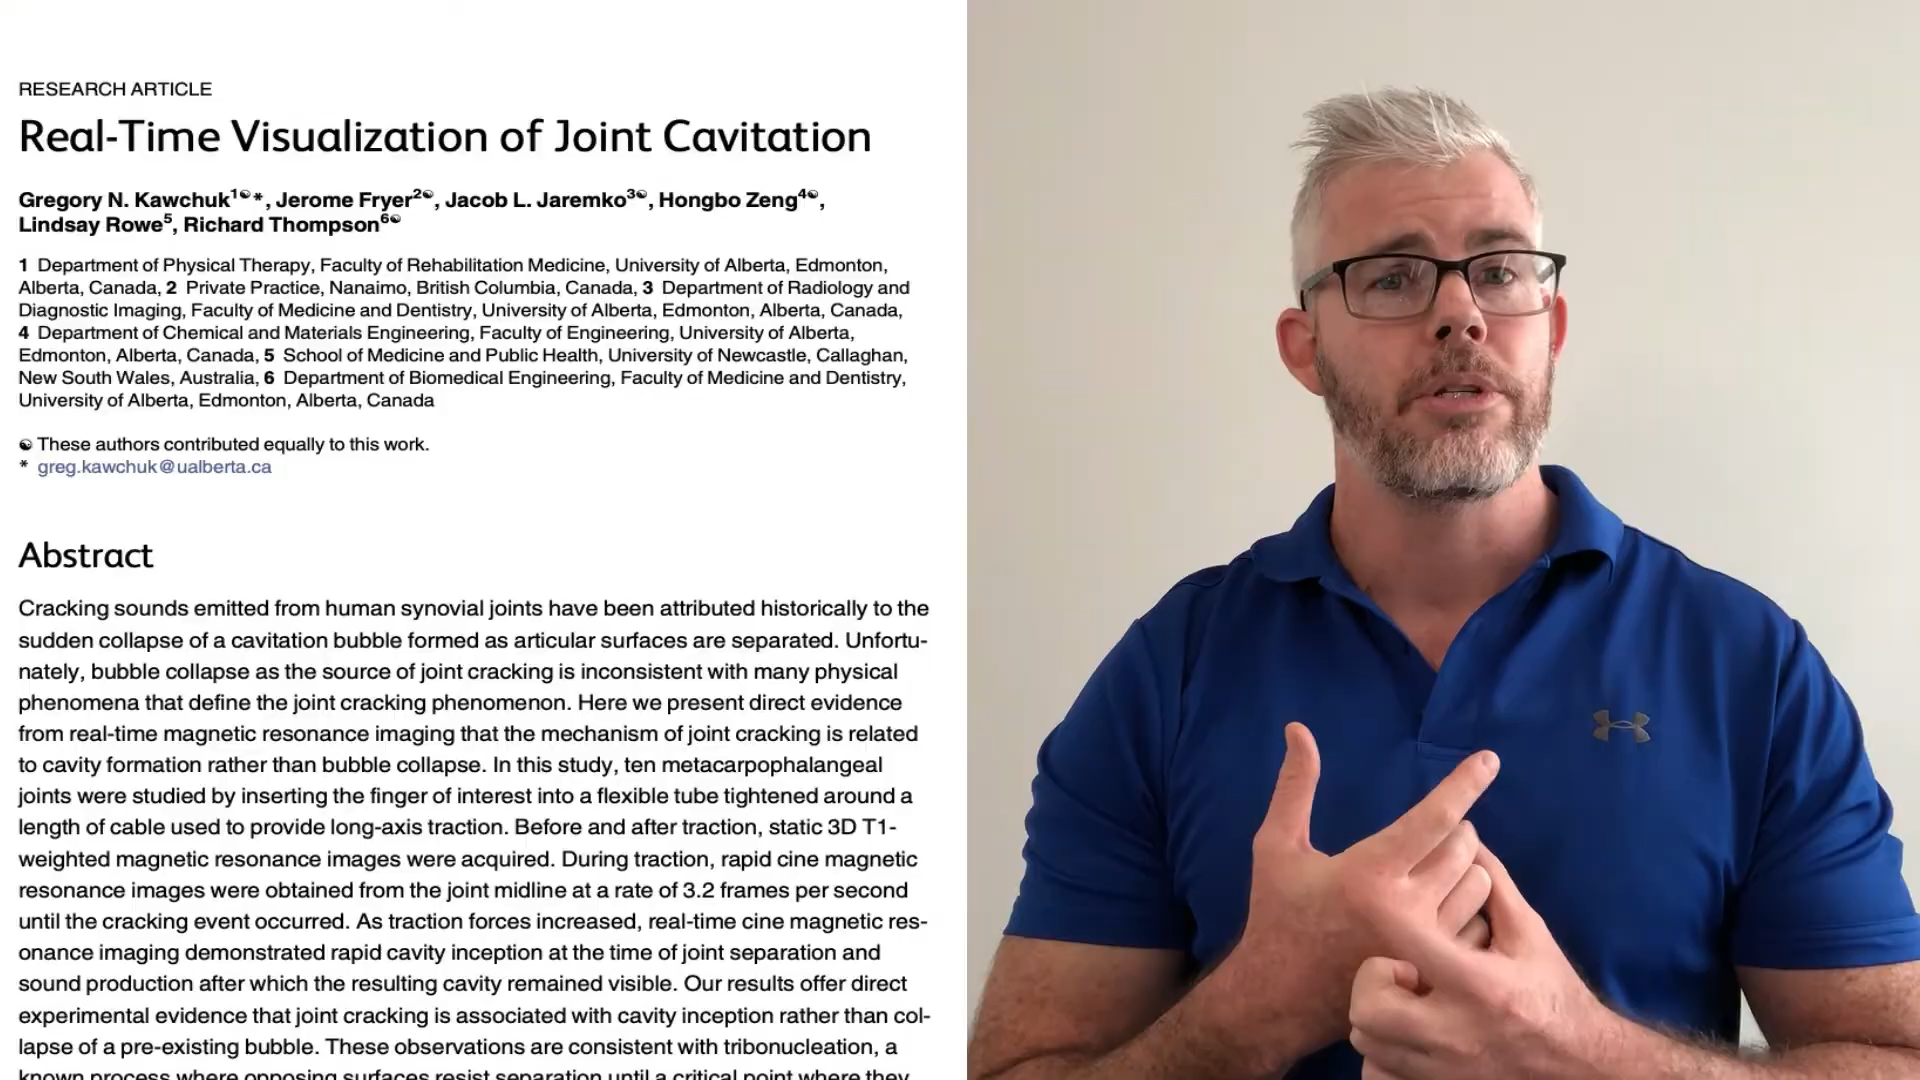 RESEARCH ARTICLE
Real-Time Visualization of Joint Cavitation
Gregory N. Kawchuk1☯*, Jerome Fryer2☯, Jacob L. Jaremko3☯, Hongbo Zeng4☯,
Lindsay Rowe5, Richard Thompson6☯
1 Department of Physical Therapy, Faculty of Rehabilitation Medicine, University of Alberta, Edmonton,
Alberta, Canada, 2 Private Practice, Nanaimo, British Columbia, Canada, 3 Department of Radiology and
Diagnostic Imaging, Faculty of Medicine and Dentistry, University of Alberta, Edmonton, Alberta, Canada,
4 Department of Chemical and Materials Engineering, Faculty of Engineering, University of Alberta,
Edmonton, Alberta, Canada, 5 School of Medicine and Public Health, University of Newcastle, Callaghan,
New South Wales, Australia, 6 Department of Biomedical Engineering, Faculty of Medicine and Dentistry,
University of Alberta, Edmonton, Alberta, Canada
☯ These authors contributed equally to this work.
* greg.kawchuk@ualberta.ca
Abstract
Cracking sounds emitted from human synovial joints have been attributed historically to the
sudden collapse of a cavitation bubble formed as articular surfaces are separated. Unfortu-
nately, bubble collapse as the source of joint cracking is inconsistent with many physical
phenomena that define the joint cracking phenomenon. Here we present direct evidence
from real-time magnetic resonance imaging that the mechanism of joint cracking is related
to cavity formation rather than bubble collapse. In this study, ten metacarpophalangeal
joints were studied by inserting the finger of interest into a flexible tube tightened around a
length of cable used to provide long-axis traction. Before and after traction, static 3D T1-
weighted magnetic resonance images were acquired. During traction, rapid cine magnetic
resonance images were obtained from the joint midline at a rate of 3.2 frames per second
until the cracking event occurred. As traction forces increased, real-time cine magnetic res-
onance imaging demonstrated rapid cavity inception at the time of joint separation and
sound production after which the resulting cavity remained visible. Our results offer direct
experimental evidence that joint cracking is associated with cavity inception rather than col-
lapse of a pre-existing bubble. These observations are consistent with tribonucleation, a
known process where opposing surfaces resist separation until a critical point where they